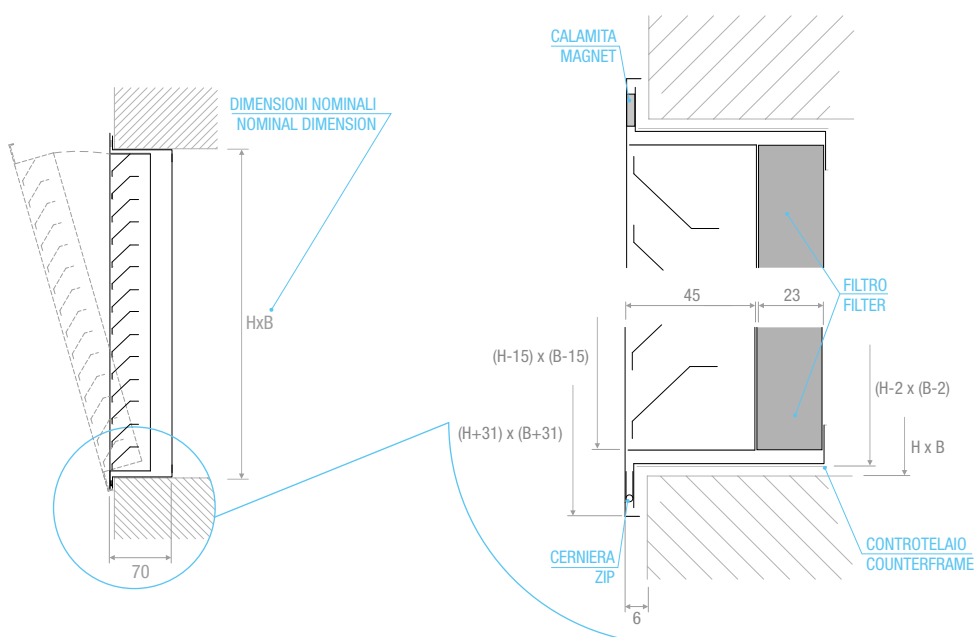 DIMENSIONI NOMINALI
NOMINAL DIMENSION
HxB
70
CALAMITA
MAGNET
45
23
FILTRO
FILTER
(H-15) x (B-15)
(H+31) x (B+31)
(H-2 x (B-2)
H x B
CERNIERA
ZIP
CONTROTELAIO
COUNTERFRAME
6